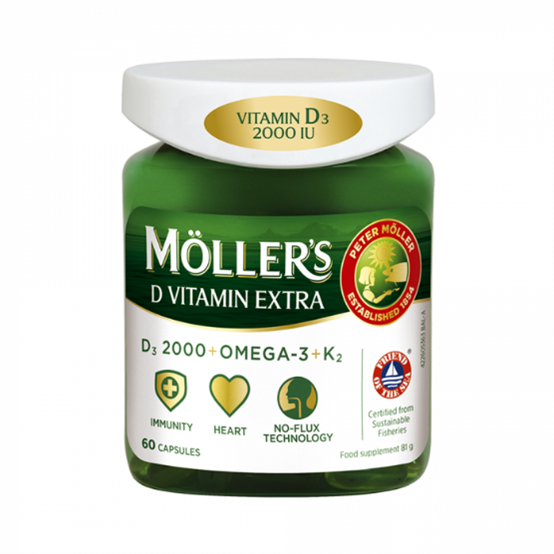 VITAMIN D3
2000 IU
MÖLLER'S
D VITAMIN EXTRA
PETER MÖLLER
ESTABLISHED 1854
D3 2000+OMEGA-3+K2
IMMUNITY
HEART
NO-FLUX
TECHNOLOGY
60 CAPSULES
FRIEND
OF THE SEA
®
Certified from
Sustainable
Fisheries
Food supplement 81 g